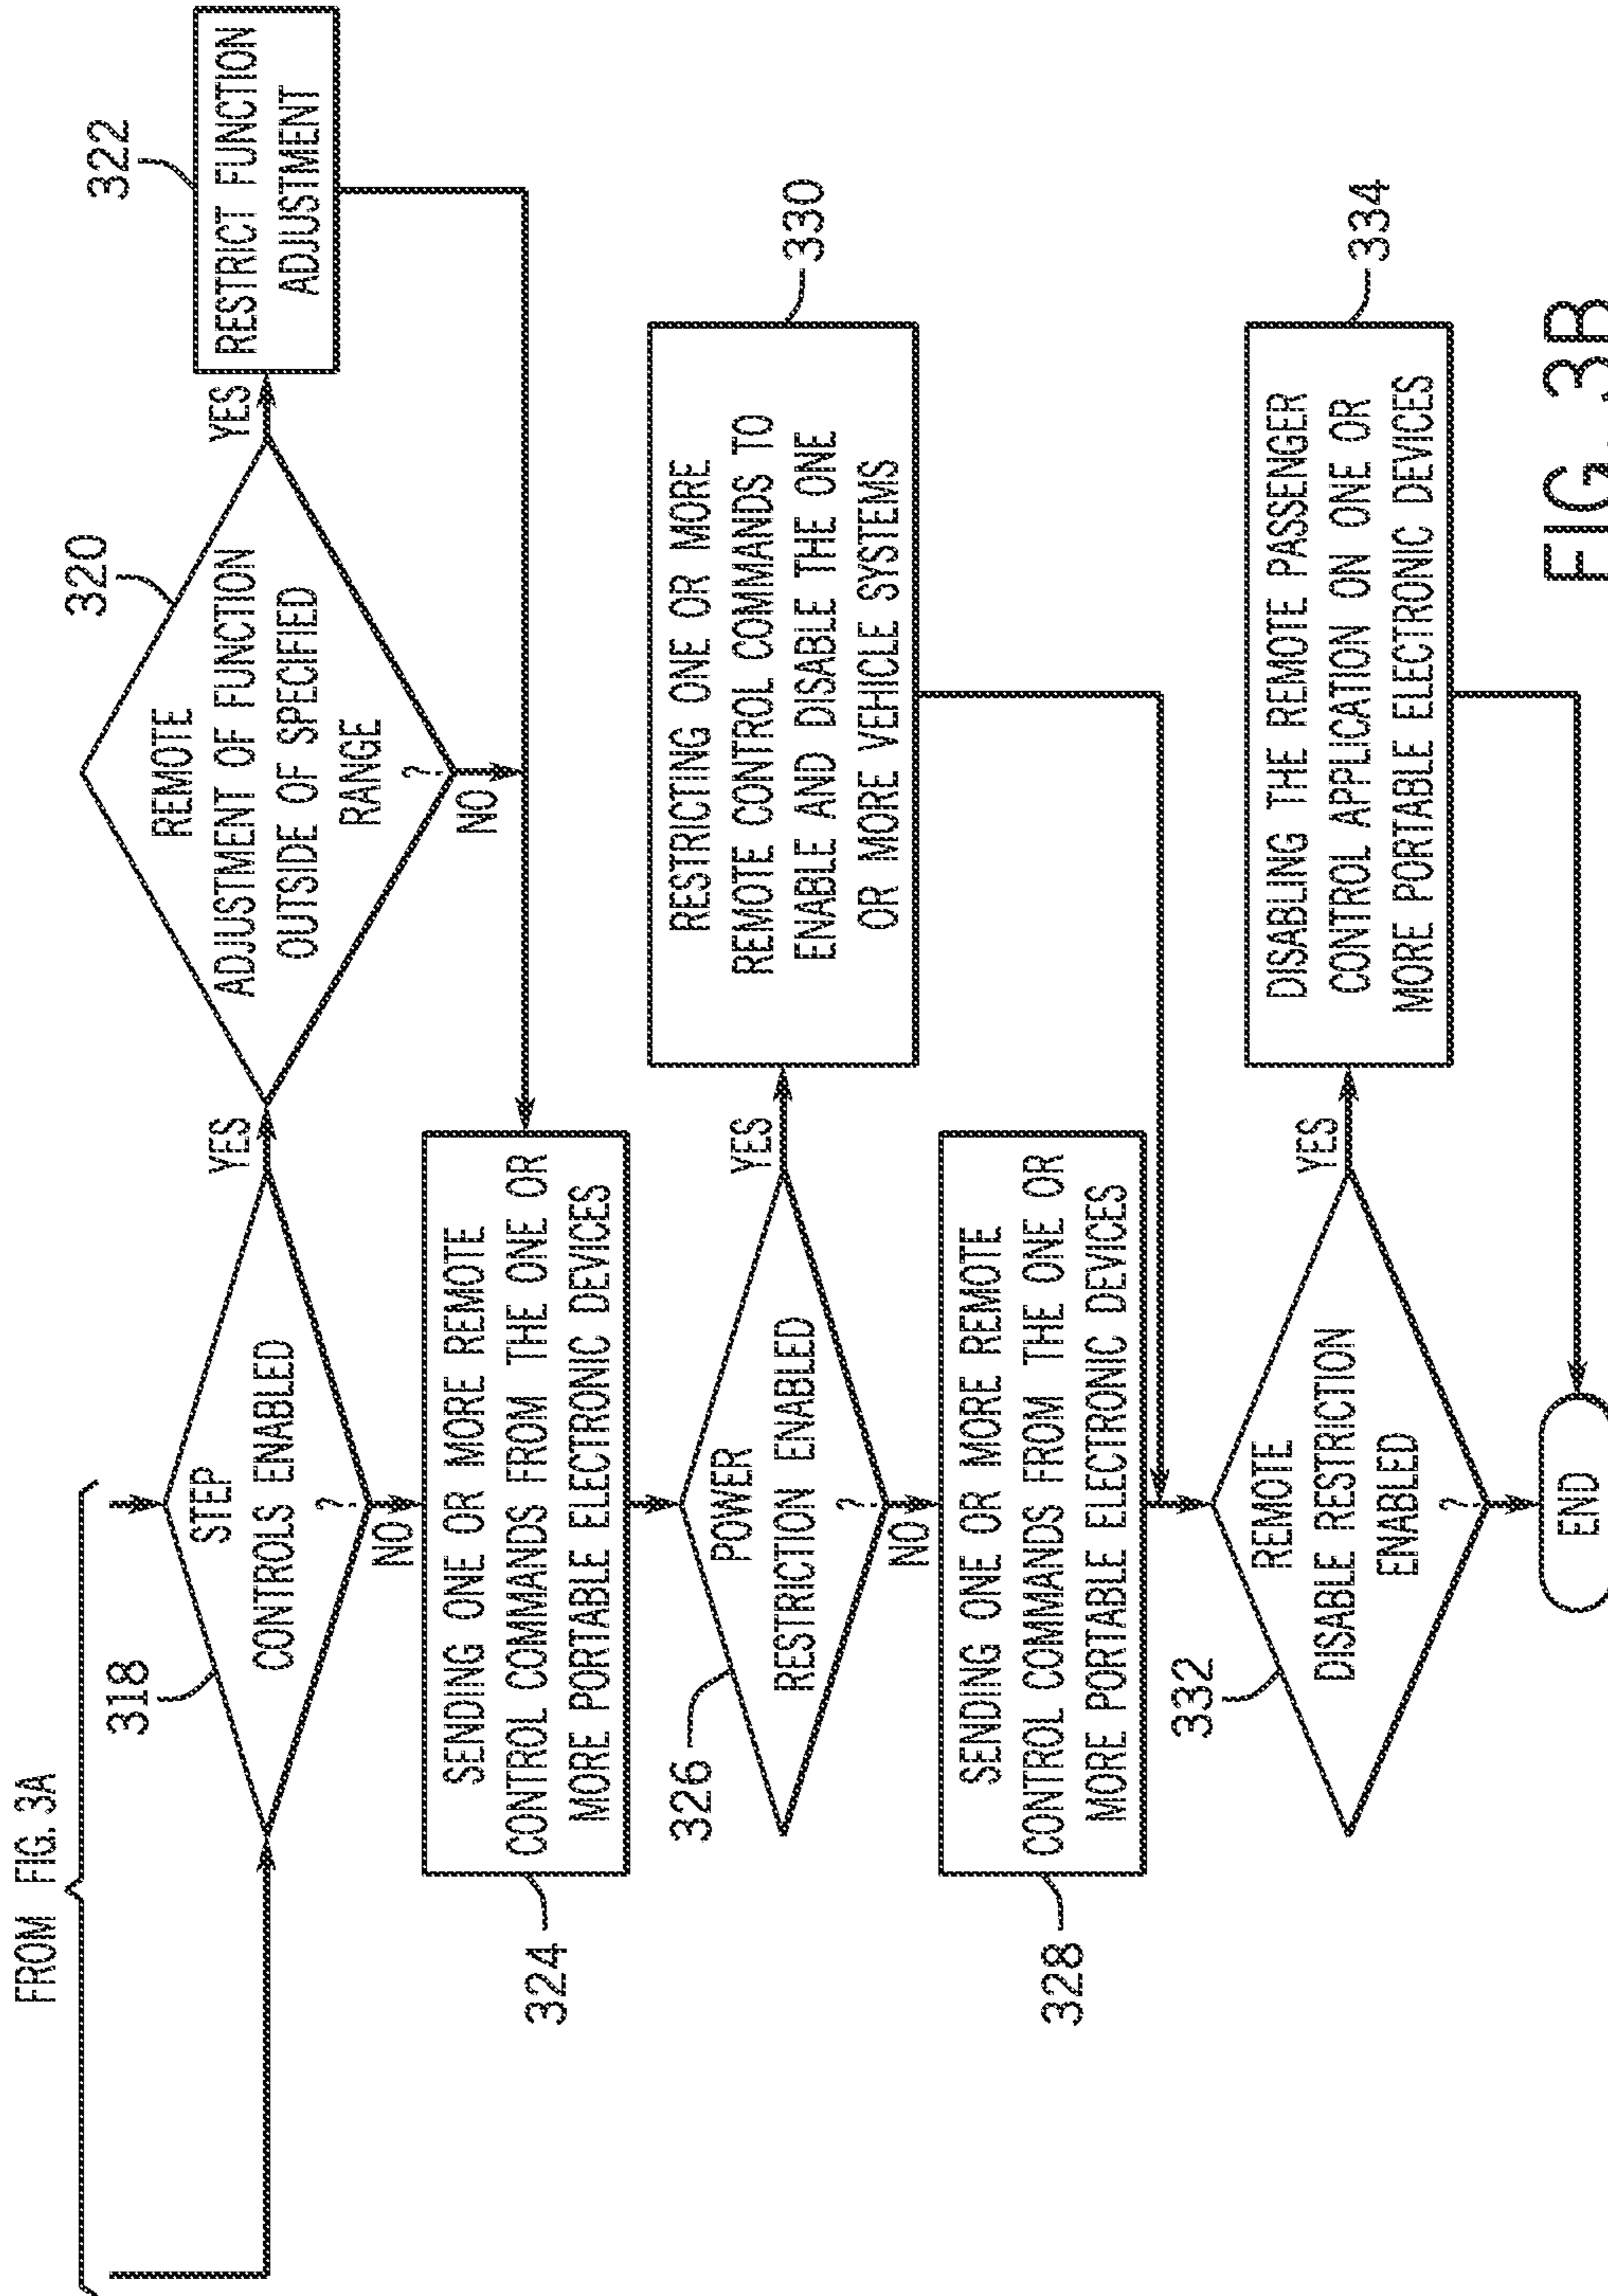 FROM FIG. 3A
318
STEP
CONTROLS ENABLED
?
YES
NO
320
REMOTE
ADJUSTMENT OF FUNCTION
OUTSIDE OF SPECIFIED
RANGE
?
YES
NO
322
RESTRICT FUNCTION
ADJUSTMENT
324
SENDING ONE OR MORE REMOTE
CONTROL COMMANDS FROM THE ONE OR
MORE PORTABLE ELECTRONIC DEVICES
326
POWER
RESTRICTION ENABLED
?
YES
NO
330
RESTRICTING ONE OR MORE
REMOTE CONTROL COMMANDS TO
ENABLE AND DISABLE THE ONE
OR MORE VEHICLE SYSTEMS
328
SENDING ONE OR MORE REMOTE
CONTROL COMMANDS FROM THE ONE OR
MORE PORTABLE ELECTRONIC DEVICES
332
REMOTE
DISABLE RESTRICTION
ENABLED
?
YES
334
DISABLING THE REMOTE PASSENGER
CONTROL APPLICATION ON ONE OR
MORE PORTABLE ELECTRONIC DEVICES
END
FIG. 3B